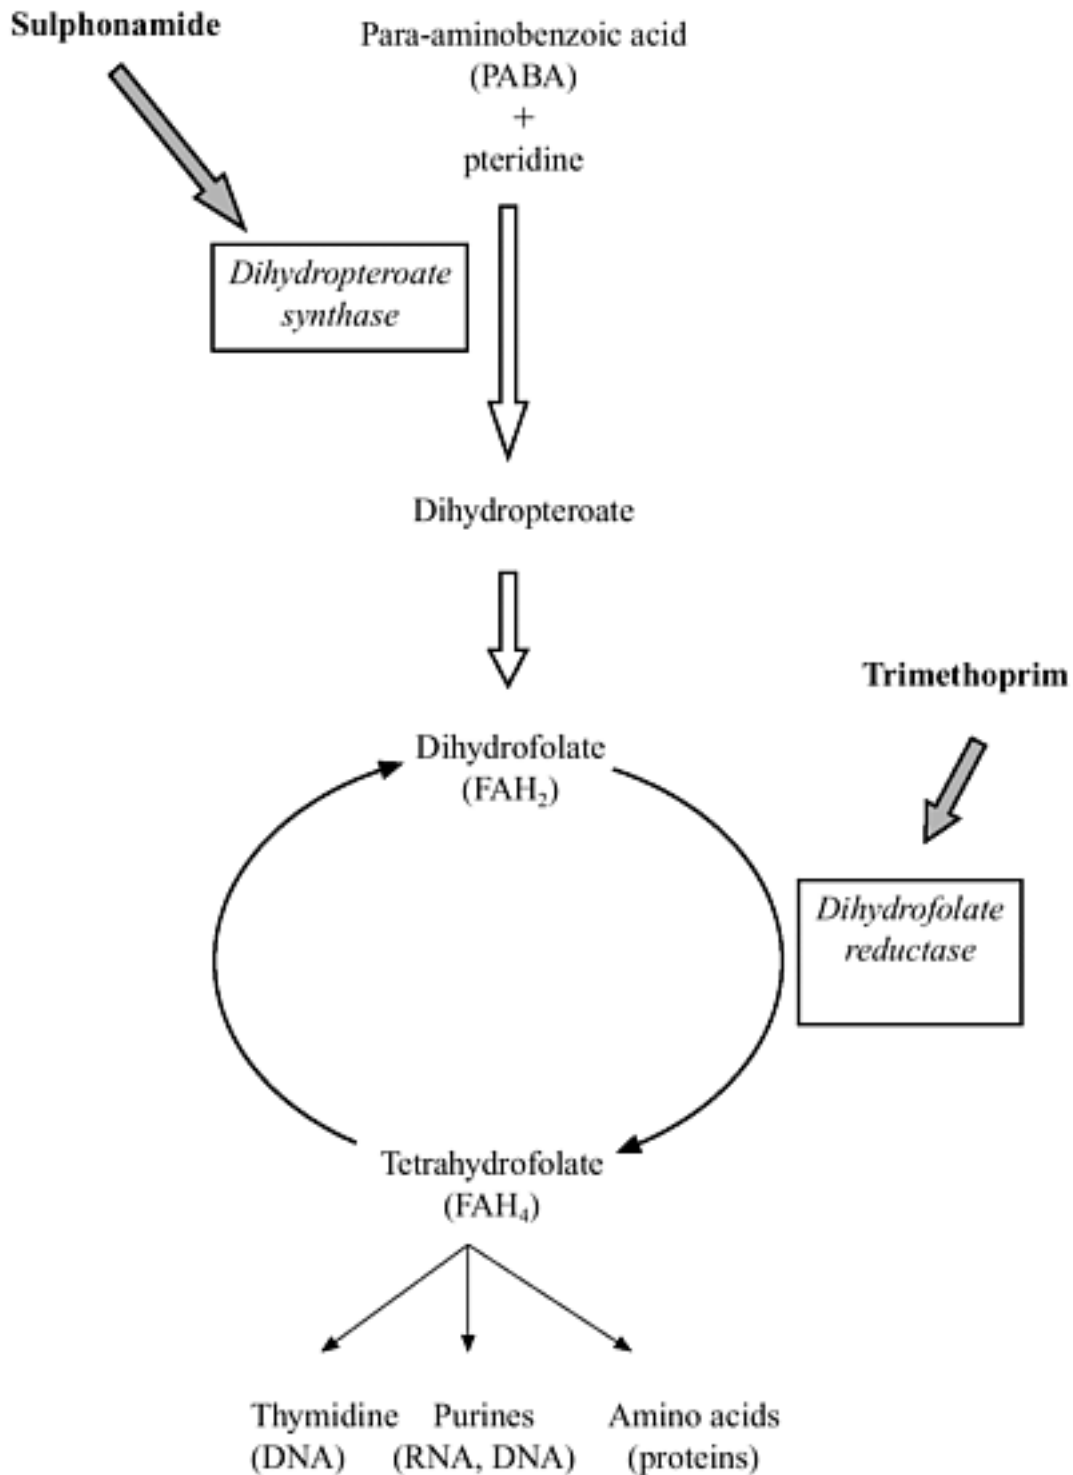 Sulphonamide
Para-aminobenzoic acid
(PABA)
+
pteridine
Dihydropteroate
synthase
Dihydropteroate
Trimethoprim
Dihydrofolate
(FAH₂)
Dihydrofolate
reductase
Tetrahydrofolate
(FAH₄)
Thymidine
(DNA)
Purines
(RNA, DNA)
Amino acids
(proteins)